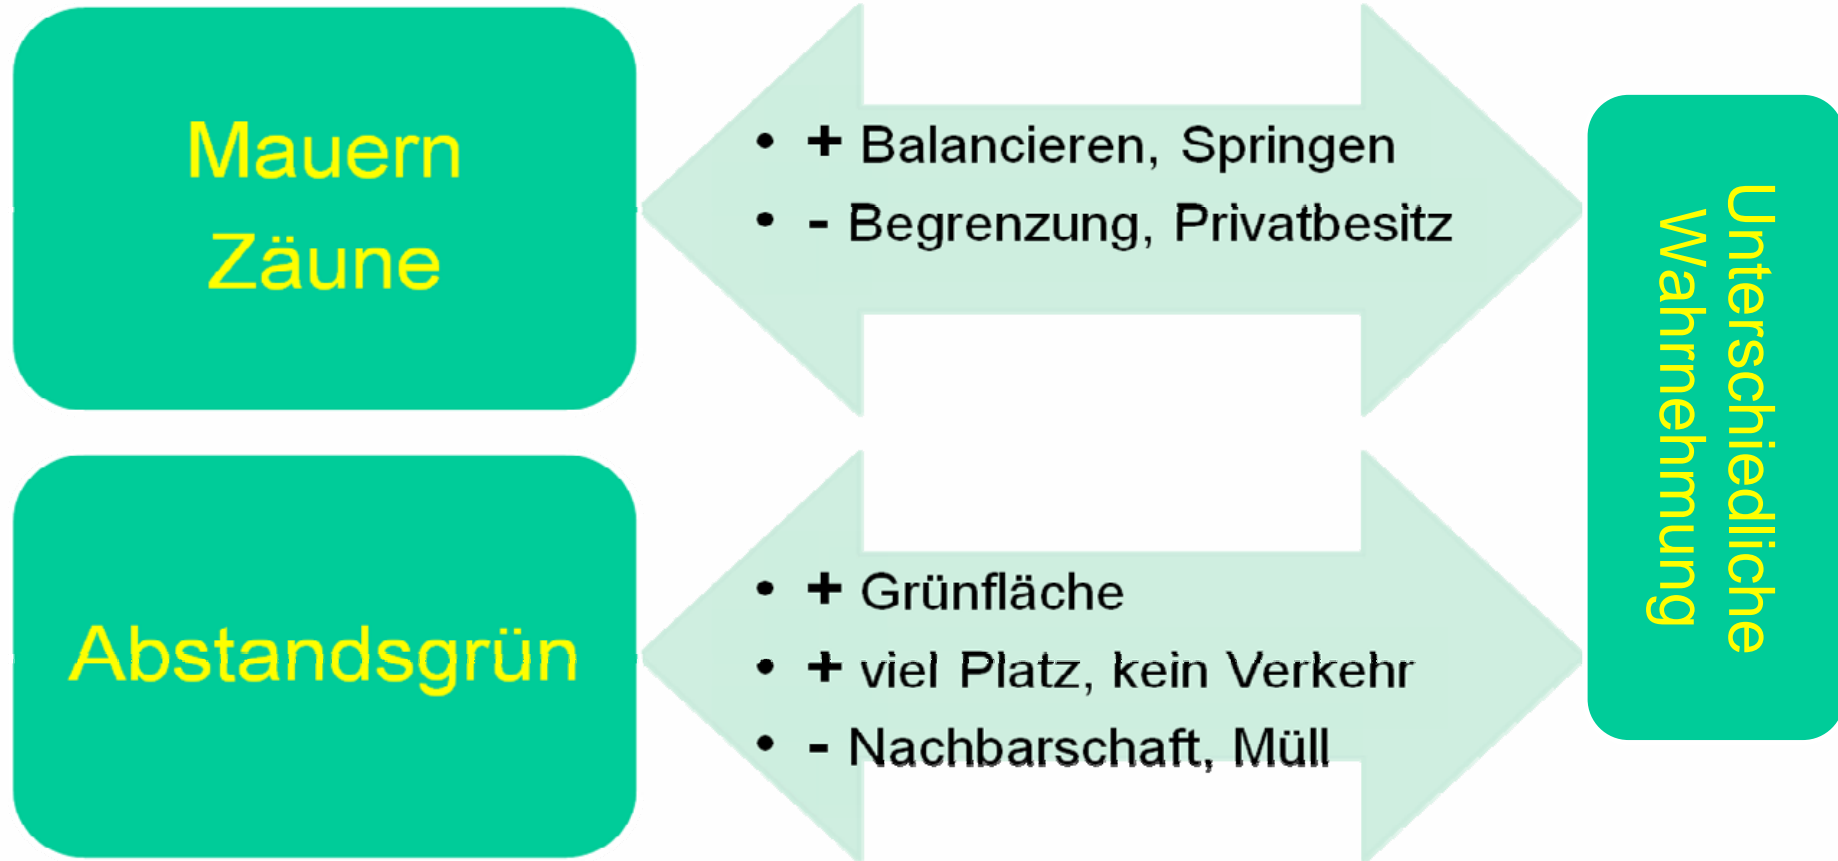 Mauern
Zäune
• + Balancieren, Springen
• - Begrenzung, Privatbesitz
Abstandsgrün
• + Grünfläche
• + viel Platz, kein Verkehr
• - Nachbarschaft, Müll
Unterschiedliche
Wahrnehmung